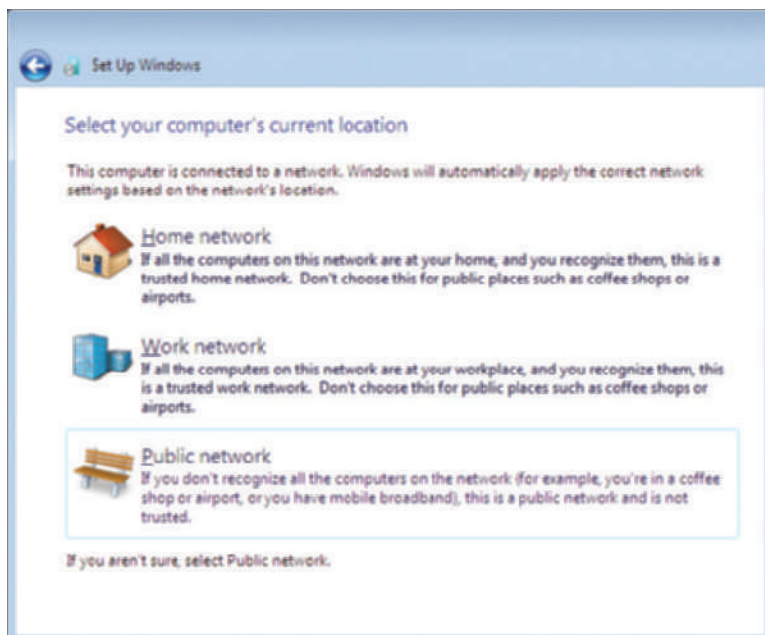 Set Up Windows
Select your computer's current location
This computer is connected to a network. Windows will automatically apply the correct network
settings based on the network's location.
Home network
If all the computers on this network are at your home, and you recognize them, this is a
trusted home network.  Don't choose this for public places such as coffee shops or
airports.
Work network
If all the computers on this network are at your workplace, and you recognize them, this
is a trusted work network.  Don't choose this for public places such as coffee shops or
airports.
Public network
If you don't recognize all the computers on the network (for example, you're in a coffee
shop or airport, or you have mobile broadband), this is a public network and is not
trusted.
If you aren't sure, select Public network.